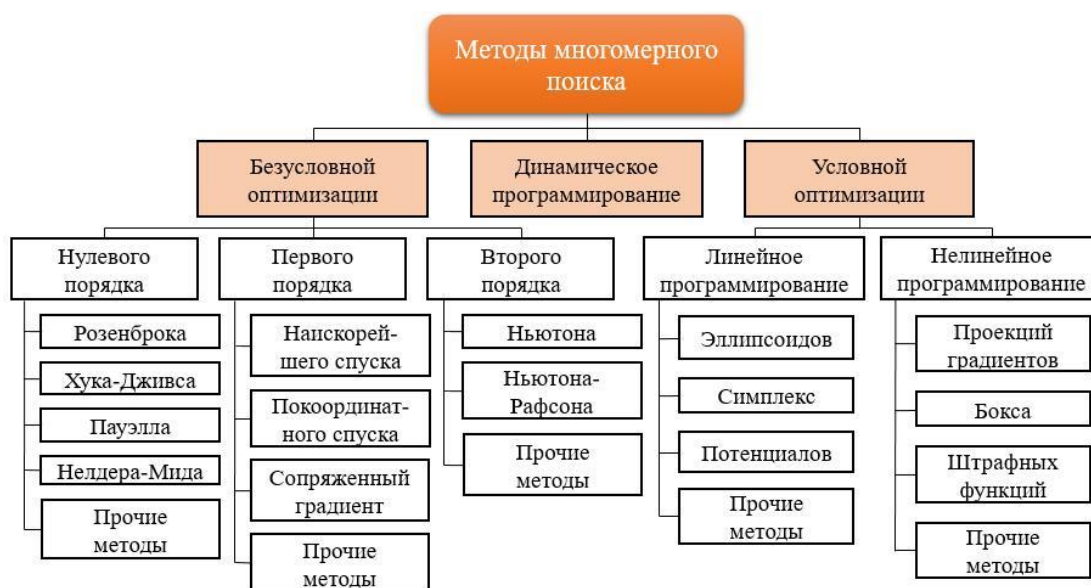 Методы многомерного
поиска
Безусловной
оптимизации
Динамическое
программирование
Условной
оптимизации
Нулевого
порядка
Первого
порядка
Второго
порядка
Линейное
программирование
Нелинейное
программирование
Розенброка
Хука-Дживса
Пауэлла
Нелдера-Мида
Прочие
методы
Наискорей-
шего спуска
Покоординат-
ного спуска
Сопряженный
градиент
Прочие
методы
Ньютона
Ньютона-
Рафсона
Прочие
методы
Эллипсоидов
Симплекс
Потенциалов
Прочие
методы
Проекций
градиентов
Бокса
Штрафных
функций
Прочие
методы